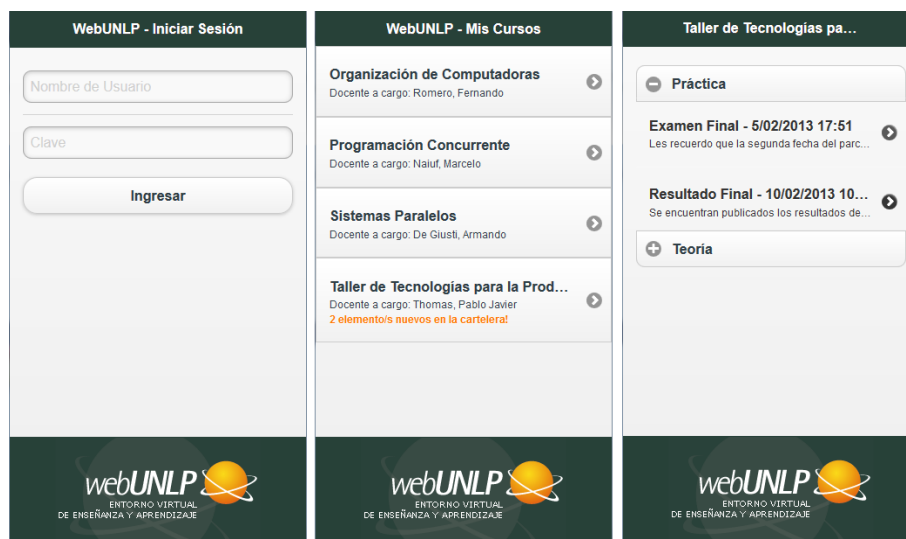 WebUNLP - Iniciar Sesión
Nombre de Usuario
Clave
Ingresar
webUNLP
ENTORNO VIRTUAL
DE ENSEÑANZA Y APRENDIZAJE
WebUNLP - Mis Cursos
Organización de Computadoras
Docente a cargo: Romero, Fernando
Programación Concurrente
Docente a cargo: Naiuf, Marcelo
Sistemas Paralelos
Docente a cargo: De Giusti, Armando
Taller de Tecnologías para la Prod...
Docente a cargo: Thomas, Pablo Javier
2 elemento/s nuevos en la cartelera!
webUNLP
ENTORNO VIRTUAL
DE ENSEÑANZA Y APRENDIZAJE
Taller de Tecnologías pa...
Práctica
Examen Final - 5/02/2013 17:51
Les recuerdo que la segunda fecha del parc...
Resultado Final - 10/02/2013 10...
Se encuentran publicados los resultados de...
Teoría
webUNLP
ENTORNO VIRTUAL
DE ENSEÑANZA Y APRENDIZAJE